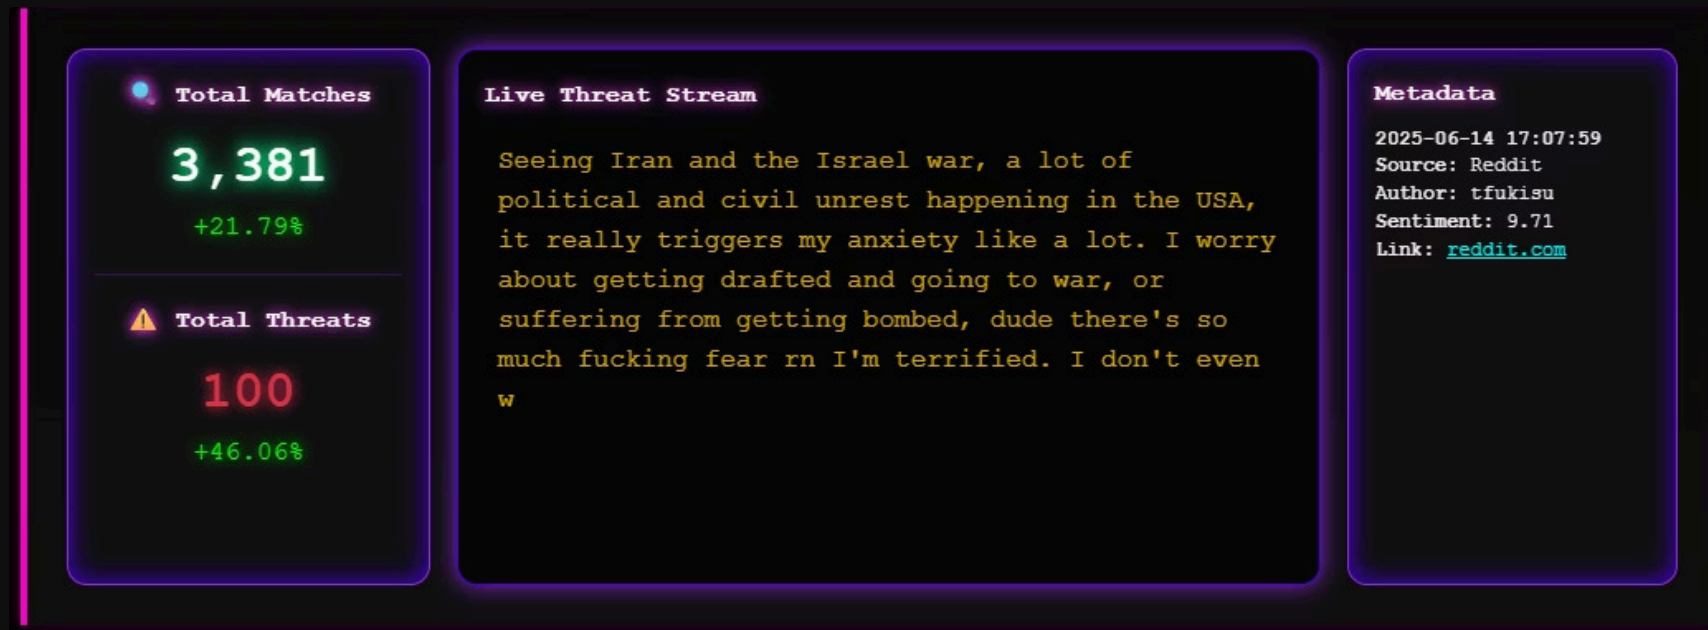 Total Matches
3,381
+21.79%
Total Threats
100
+46.06%
Live Threat Stream
Seeing Iran and the Israel war, a lot of
political and civil unrest happening in the USA,
it really triggers my anxiety like a lot. I worry
about getting drafted and going to war, or
suffering from getting bombed, dude there's so
much fucking fear rn I'm terrified. I don't even
w
Metadata
2025-06-14 17:07:59
Source: Reddit
Author: tfukisu
Sentiment: 9.71
Link: reddit.com